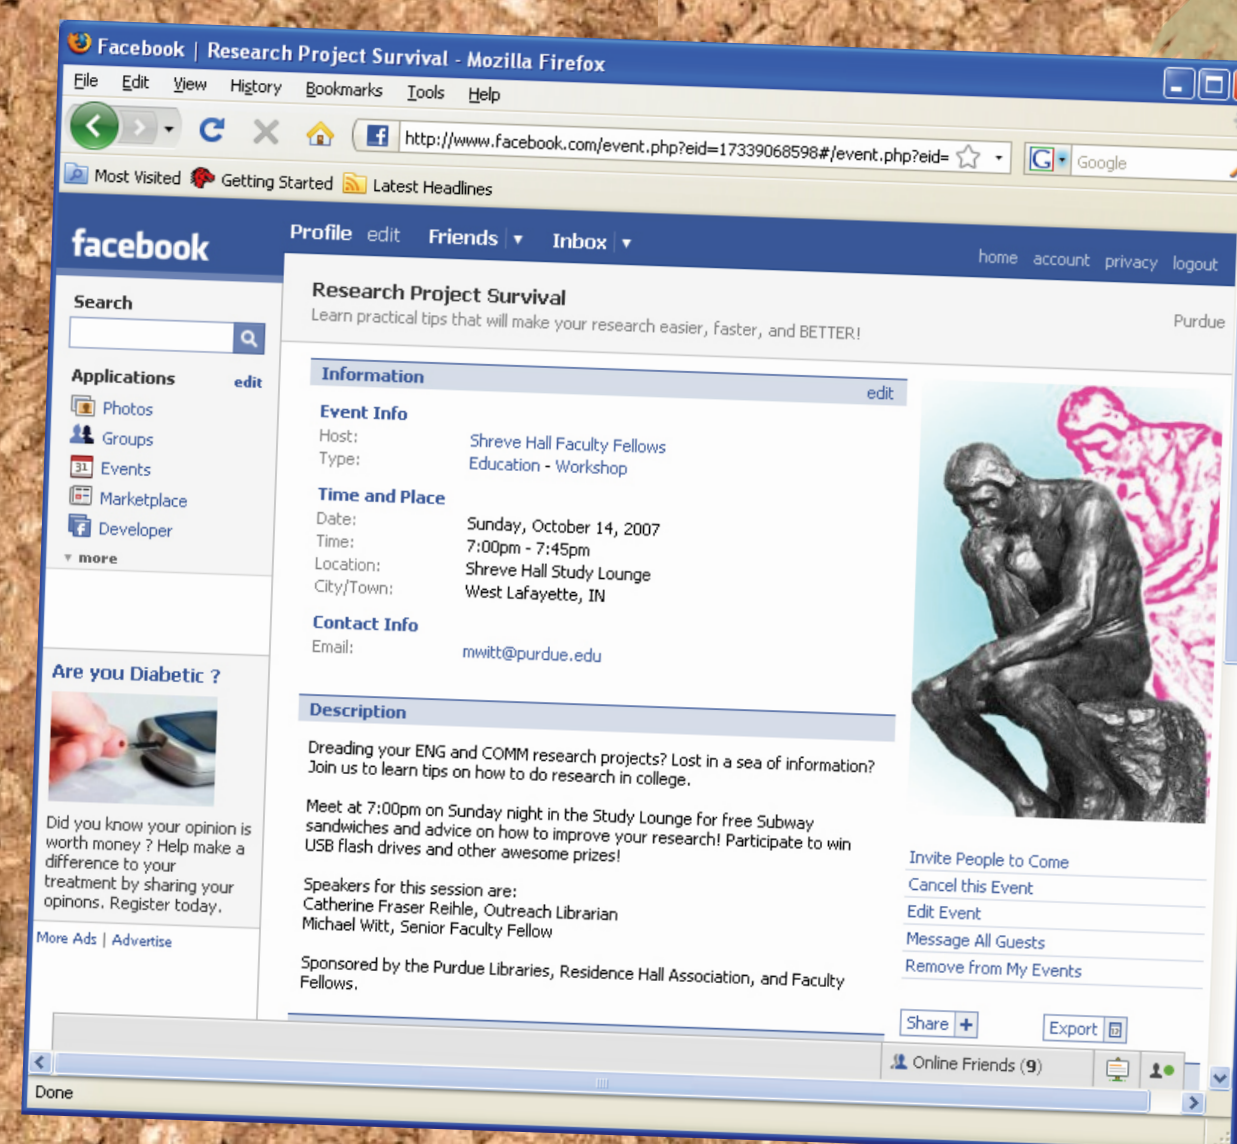 Facebook | Research Project Survival - Mozilla Firefox
File Edit View History Bookmarks Tools Help
http://www.facebook.com/event.php?eid=17339068598#/event.php?eid=
G Google
Most Visited Getting Started Latest Headlines
facebook
Profile edit Friends Inbox
home account privacy logout
Search
Applications edit
Photos
Groups
31 Events
Marketplace
Developer
more
Are you Diabetic ?
Did you know your opinion is
worth money ? Help make a
difference to your
treatment by sharing your
opinons. Register today.
More Ads | Advertise
Research Project Survival
Learn practical tips that will make your research easier, faster, and BETTER!
Purdue
Information edit
Event Info
Host: Shreve Hall Faculty Fellows
Type: Education - Workshop
Time and Place
Date: Sunday, October 14, 2007
Time: 7:00pm - 7:45pm
Location: Shreve Hall Study Lounge
City/Town: West Lafayette, IN
Contact Info
Email: mwitt@purdue.edu
Description
Dreading your ENG and COMM research projects? Lost in a sea of information?
Join us to learn tips on how to do research in college.
Meet at 7:00pm on Sunday night in the Study Lounge for free Subway
sandwiches and advice on how to improve your research! Participate to win
USB flash drives and other awesome prizes!
Speakers for this session are:
Catherine Fraser Reihle, Outreach Librarian
Michael Witt, Senior Faculty Fellow
Sponsored by the Purdue Libraries, Residence Hall Association, and Faculty
Fellows.
Invite People to Come
Cancel this Event
Edit Event
Message All Guests
Remove from My Events
Share +
Export
Online Friends (9)
Done